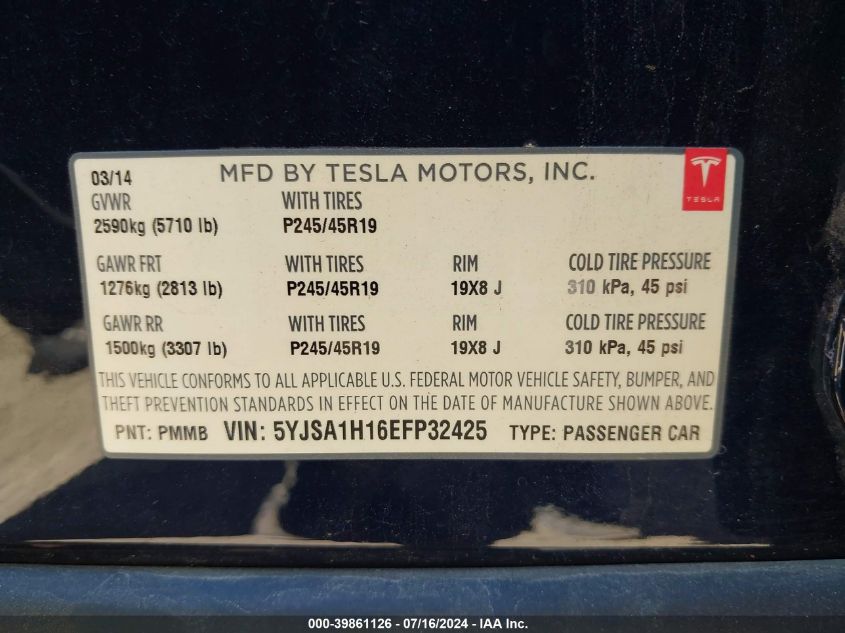 03/14 MFD BY TESLA MOTORS, INC.
TESLA
GVWR WITH TIRES
2590kg (5710 lb) P245/45R19
GAWR FRT WITH TIRES RIM COLD TIRE PRESSURE
1276kg (2813 lb) P245/45R19 19X8 J 310 kPa, 45 psi
GAWR RR WITH TIRES RIM COLD TIRE PRESSURE
1500kg (3307 lb) P245/45R19 19X8 J 310 kPa, 45 psi
THIS VEHICLE CONFORMS TO ALL APPLICABLE U.S. FEDERAL MOTOR VEHICLE SAFETY, BUMPER, AND
THEFT PREVENTION STANDARDS IN EFFECT ON THE DATE OF MANUFACTURE SHOWN ABOVE.
PNT: PMMB VIN: 5YJSA1H16EFP32425 TYPE: PASSENGER CAR
000-39861126 - 07/16/2024 - IAA Inc.